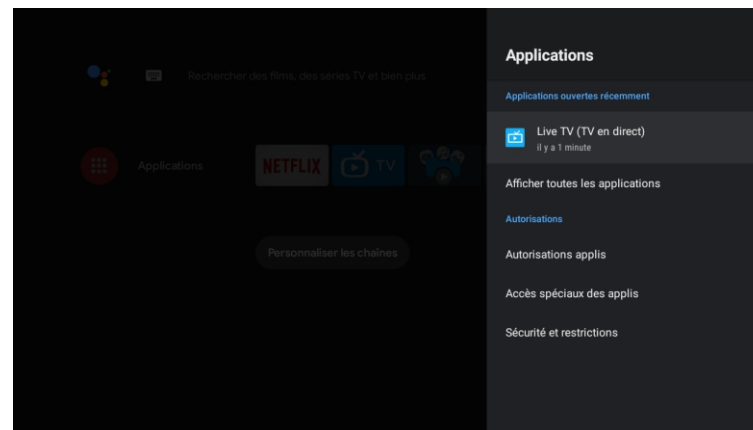 Rechercher des films, des séries TV et bien plus
Applications
NETFLIX
TV
Personnaliser les chaînes
Applications
Applications ouvertes récemment
Live TV (TV en direct)
il y a 1 minute
Afficher toutes les applications
Autorisations
Autorisations applis
Accès spéciaux des applis
Sécurité et restrictions